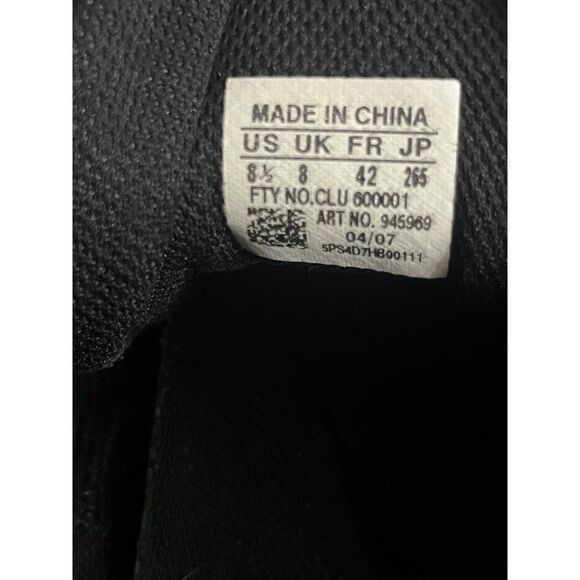 MADE IN CHINA
US UK FR JP
8½ 8 42 265
FTY NO.CLU 600001
ART NO. 945969
04/07
5PS4D7HB00111